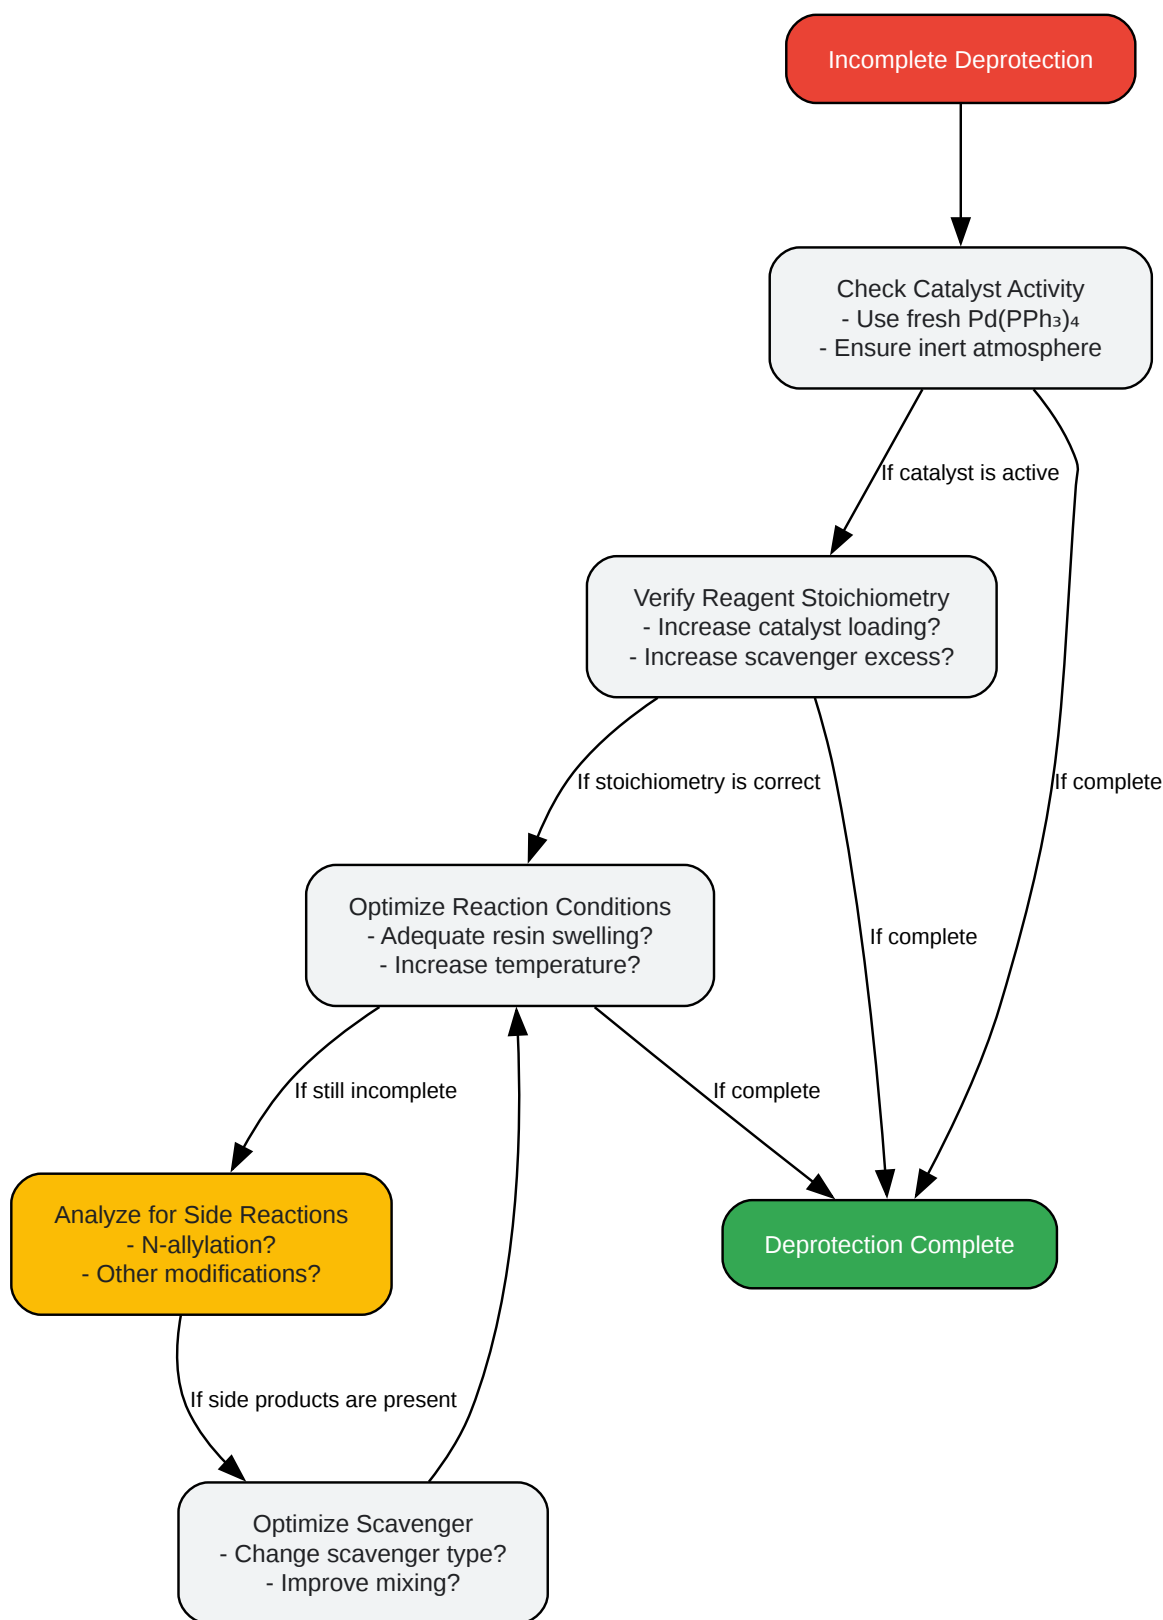 Incomplete Deprotection
Check Catalyst Activity
- Use fresh Pd(PPh₃)₄
- Ensure inert atmosphere
If catalyst is active
Verify Reagent Stoichiometry
- Increase catalyst loading?
- Increase scavenger excess?
If stoichiometry is correct
If complete
Optimize Reaction Conditions
- Adequate resin swelling?
- Increase temperature?
If complete
If still incomplete
If complete
Analyze for Side Reactions
- N-allylation?
- Other modifications?
Deprotection Complete
If side products are present
Optimize Scavenger
- Change scavenger type?
- Improve mixing?